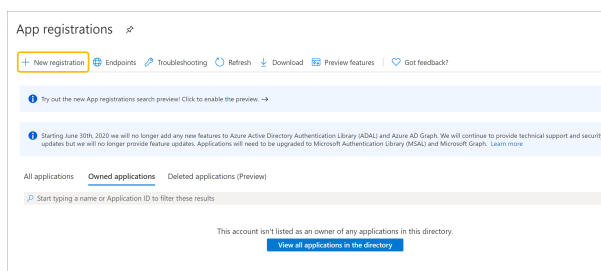 App registrations
New registration Endpoints Troubleshooting Refresh Download Preview features Got feedback?
Try out the new App registrations search preview! Click to enable the preview. →
Starting June 30th, 2020 we will no longer add any new features to Azure Active Directory Authentication Library (ADAL) and Azure AD Graph. We will continue to provide technical support and security
updates but we will no longer provide feature updates. Applications will need to be upgraded to Microsoft Authentication Library (MSAL) and Microsoft Graph. Learn more
All applications Owned applications Deleted applications (Preview)
Start typing a name or Application ID to filter these results
This account isn't listed as an owner of any applications in this directory.
View all applications in the directory